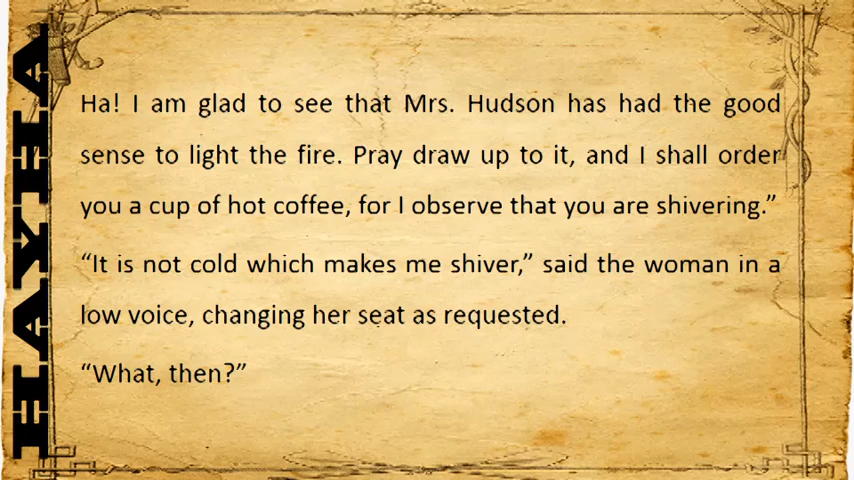 HAYHA
Ha! I am glad to see that Mrs. Hudson has had the good
sense to light the fire. Pray draw up to it, and I shall order
you a cup of hot coffee, for I observe that you are shivering.”
“It is not cold which makes me shiver,” said the woman in a
low voice, changing her seat as requested.
“What, then?”